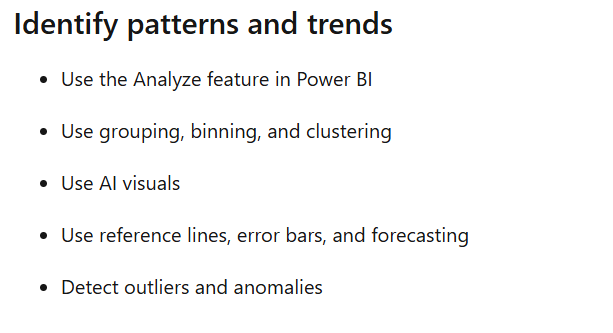 Identify patterns and trends
• Use the Analyze feature in Power BI
• Use grouping, binning, and clustering
• Use AI visuals
• Use reference lines, error bars, and forecasting
• Detect outliers and anomalies